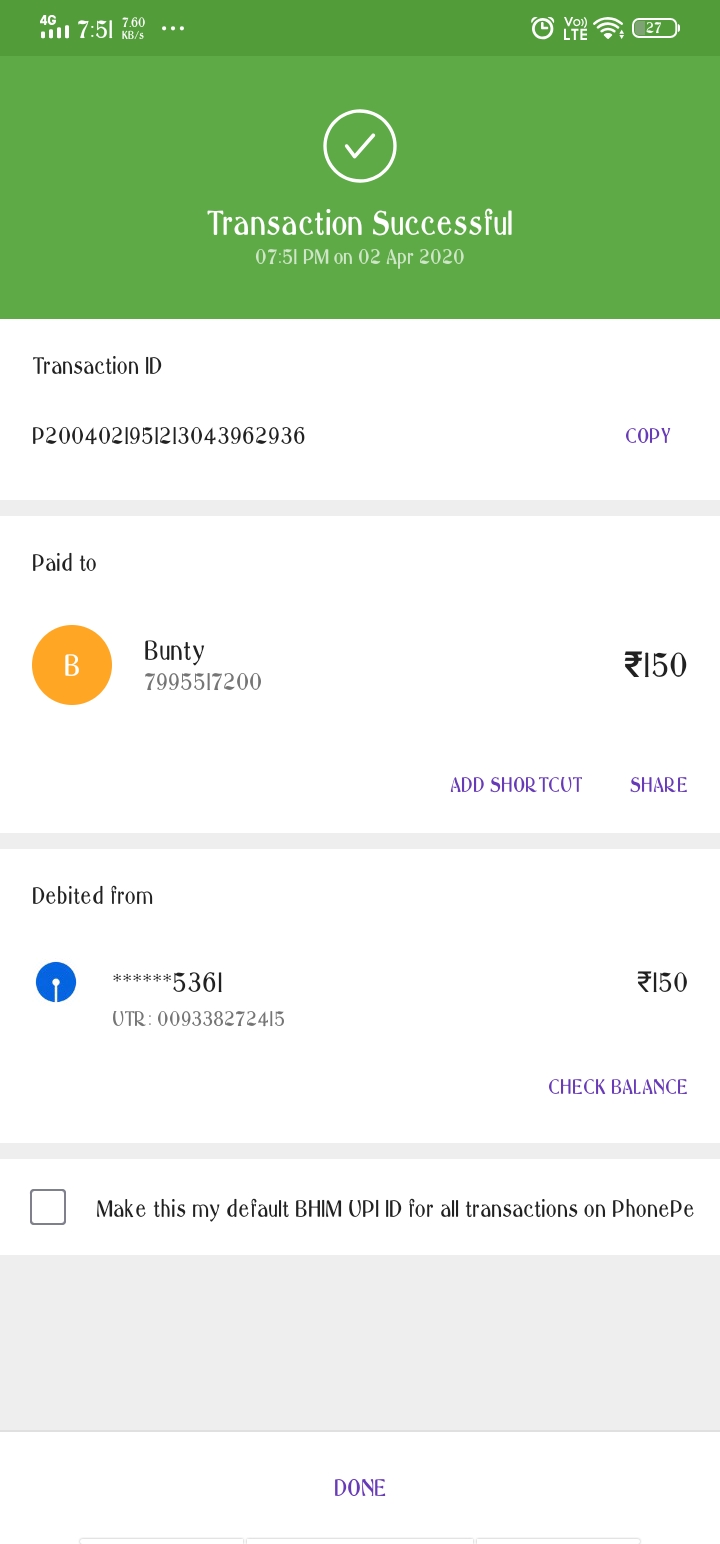 4G 7:51 7.60 KB/s ... Vo)) LTE 27
Transaction Successful
07:51 PM on 02 Apr 2020
Transaction ID
P2004021951213043962936 COPY
Paid to
B Bunty ₹150
7995517200
ADD SHORTCUT SHARE
Debited from
******5361 ₹150
UTR: 009338272415
CHECK BALANCE
Make this my default BHIM UPI ID for all transactions on PhonePe
DONE